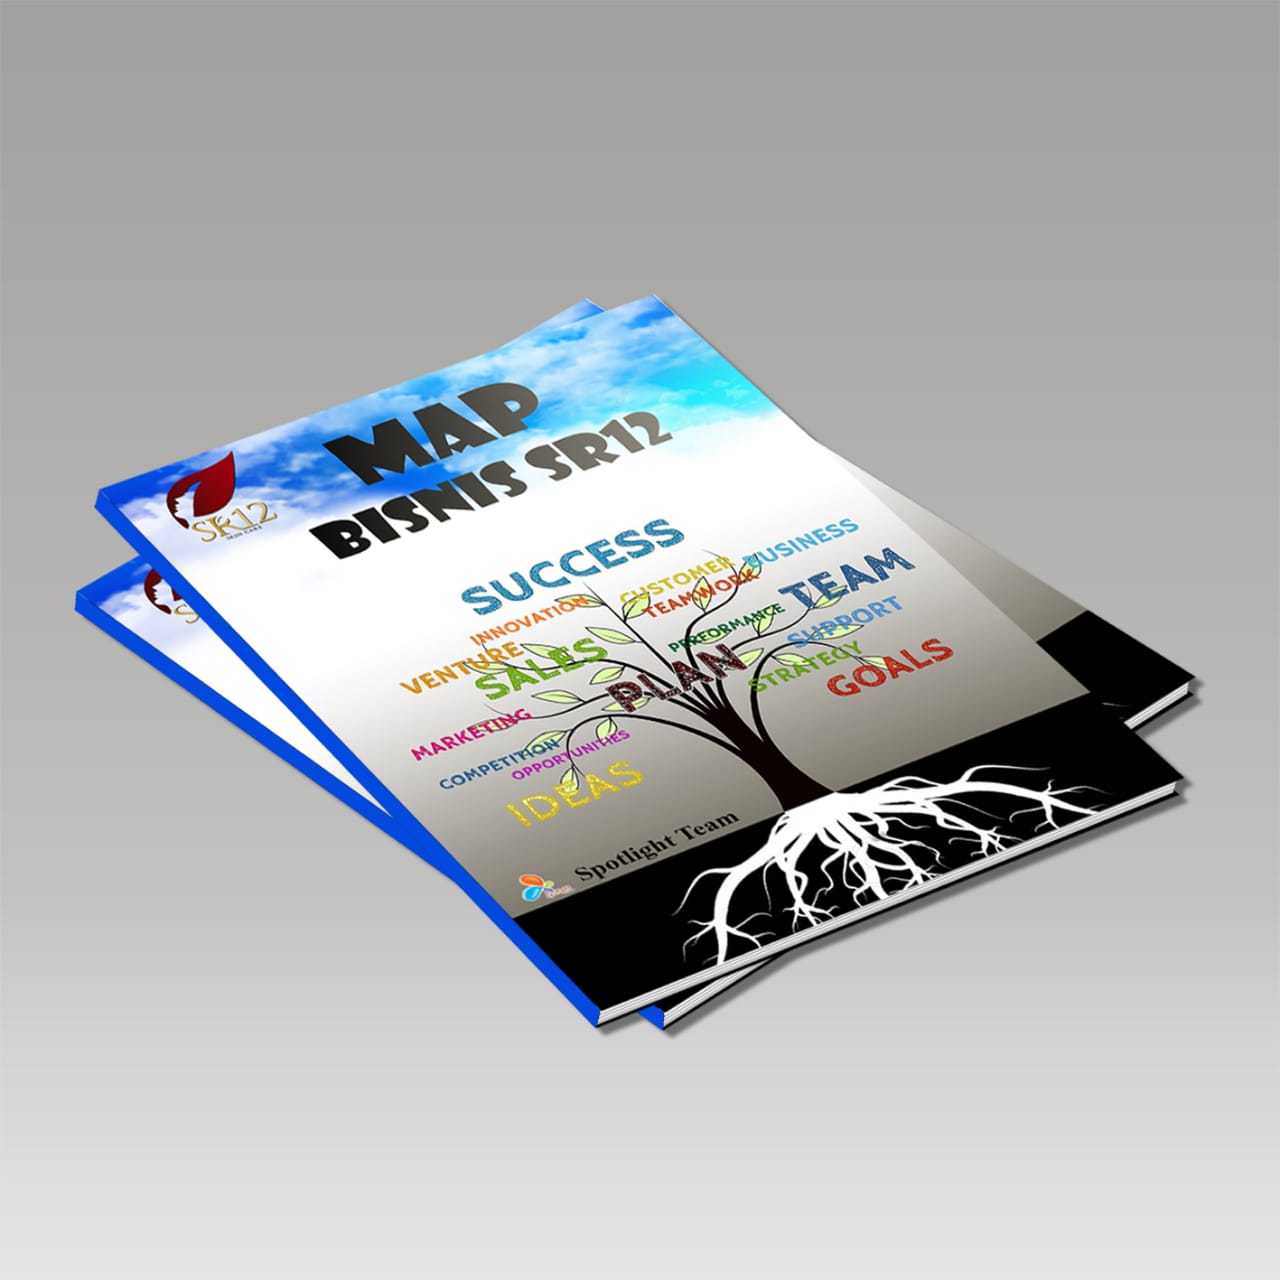 MAP
BISNIS SR12
SR12
SKIN CARE
SUCCESS
BUSINESS
CUSTOMER
TEAMWORK
TEAM
INNOVATION
PREFORMANCE
SUPPORT
VENTURE
SALES
PLAN
STRATEGY
GOALS
MARKETING
COMPETITION
OPPORTUNITIES
IDEAS
Spotlight Team